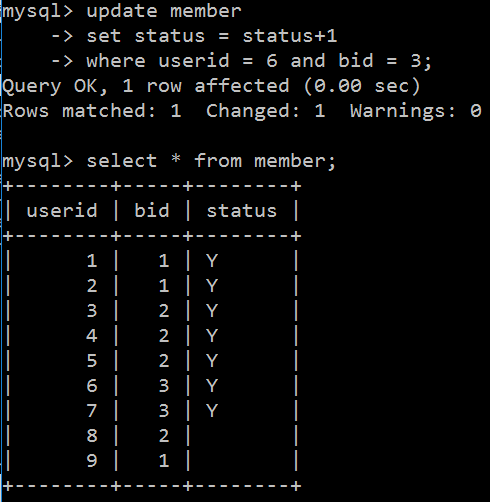 mysql> update member
    -> set status = status+1
    -> where userid = 6 and bid = 3;
Query OK, 1 row affected (0.00 sec)
Rows matched: 1  Changed: 1  Warnings: 0

mysql> select * from member;
+--------+-----+--------+
| userid | bid | status |
+--------+-----+--------+
|      1 |   1 | Y      |
|      2 |   1 | Y      |
|      3 |   2 | Y      |
|      4 |   2 | Y      |
|      5 |   2 | Y      |
|      6 |   3 | Y      |
|      7 |   3 | Y      |
|      8 |   2 |        |
|      9 |   1 |        |
+--------+-----+--------+